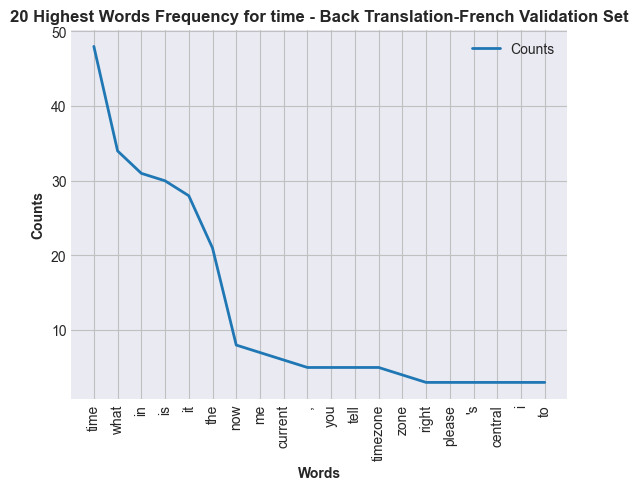 20 Highest Words Frequency for time - Back Translation-French Validation Set
Counts
50
40
30
20
10
Counts
time
what
in
is
it
the
now
me
current
,
you
tell
timezone
zone
right
please
's
central
i
to
Words